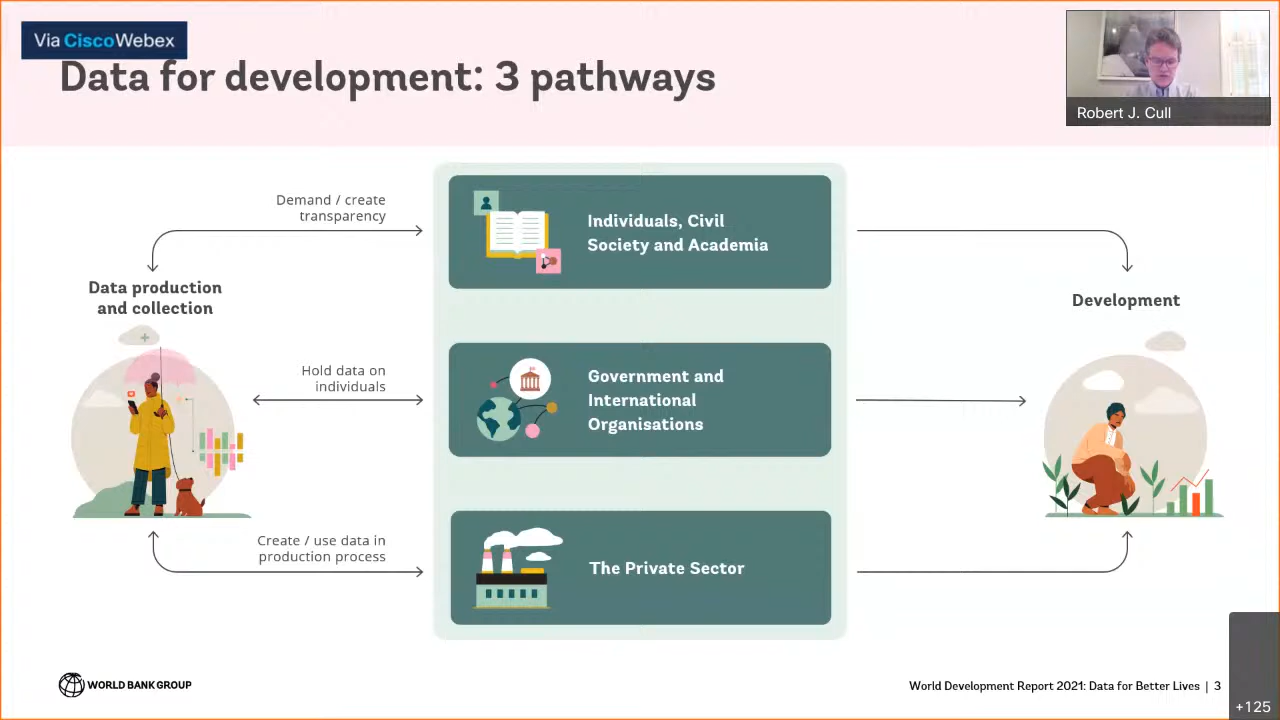 Via CiscoWebex
Data for development: 3 pathways
Robert J. Cull
Demand / create
transparency
Individuals, Civil
Society and Academia
Data production
and collection
Development
Hold data on
individuals
Government and
International
Organisations
Create / use data in
production process
The Private Sector
WORLD BANK GROUP
World Development Report 2021: Data for Better Lives | 3
+125